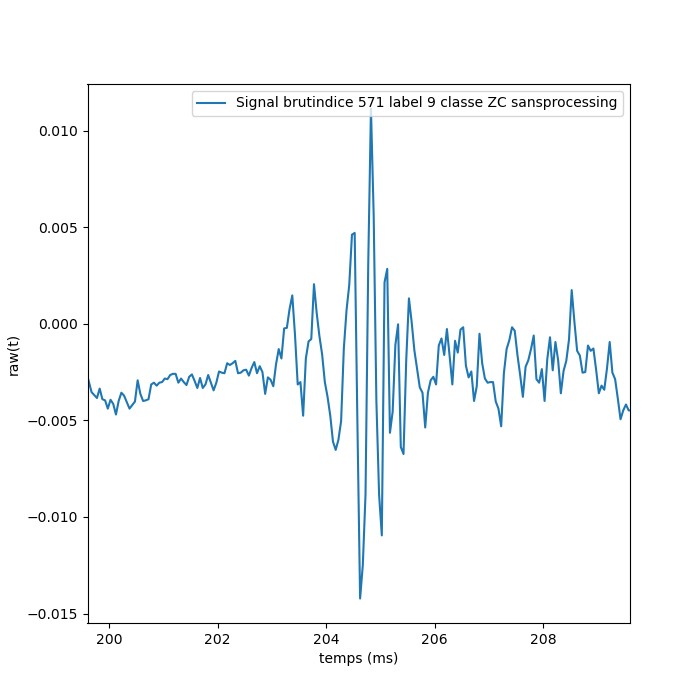 Signal brutindice 571 label 9 classe ZC sansprocessing
0.010
0.005
0.000
−0.005
−0.010
−0.015
raw(t)
200 202 204 206 208
temps (ms)